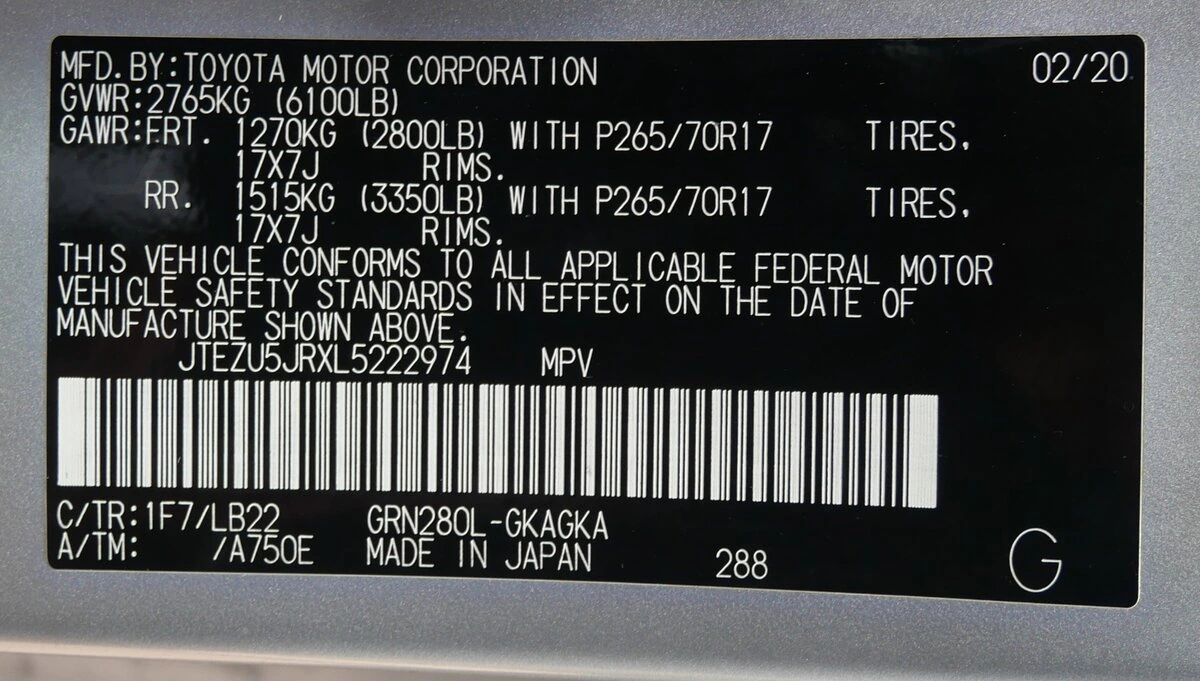 MFD.BY:TOYOTA MOTOR CORPORATION 02/20
GVWR:2765KG (6100LB)
GAWR:FRT. 1270KG (2800LB) WITH P265/70R17 TIRES,
17X7J RIMS.
RR. 1515KG (3350LB) WITH P265/70R17 TIRES,
17X7J RIMS.
THIS VEHICLE CONFORMS TO ALL APPLICABLE FEDERAL MOTOR
VEHICLE SAFETY STANDARDS IN EFFECT ON THE DATE OF
MANUFACTURE SHOWN ABOVE.
JTEZU5JRXL5222974 MPV
C/TR:1F7/LB22 GRN280L-GKAGKA
A/TM: /A750E MADE IN JAPAN 288 G